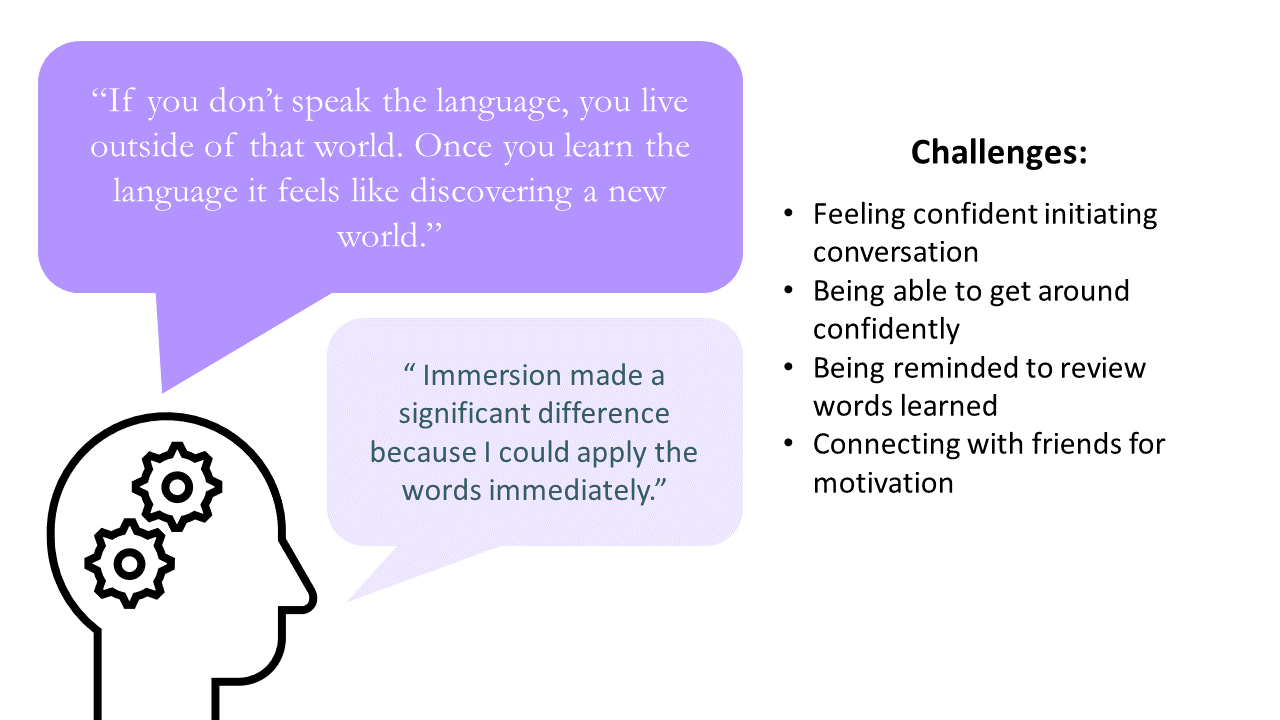 “If you don’t speak the language, you live
outside of that world. Once you learn the
language it feels like discovering a new
world.”
“ Immersion made a
significant difference
because I could apply the
words immediately.”
Challenges:
• Feeling confident initiating
conversation
• Being able to get around
confidently
• Being reminded to review
words learned
• Connecting with friends for
motivation